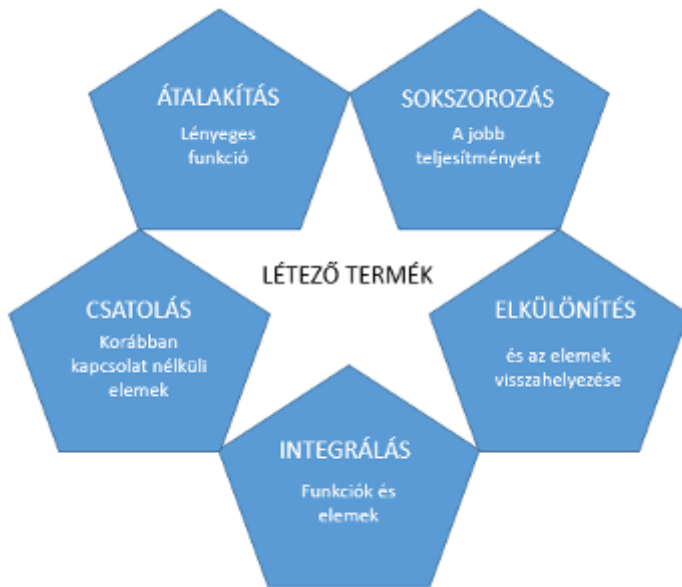 ÁTALAKÍTÁS
Lényeges
funkció
SOKSZOROZÁS
A jobb
teljesítményért
LÉTEZŐ TERMÉK
CSATOLÁS
Korábban
kapcsolat nélküli
elemek
ELKÜLÖNÍTÉS
és az elemek
visszahelyezése
INTEGRÁLÁS
Funkciók és
elemek